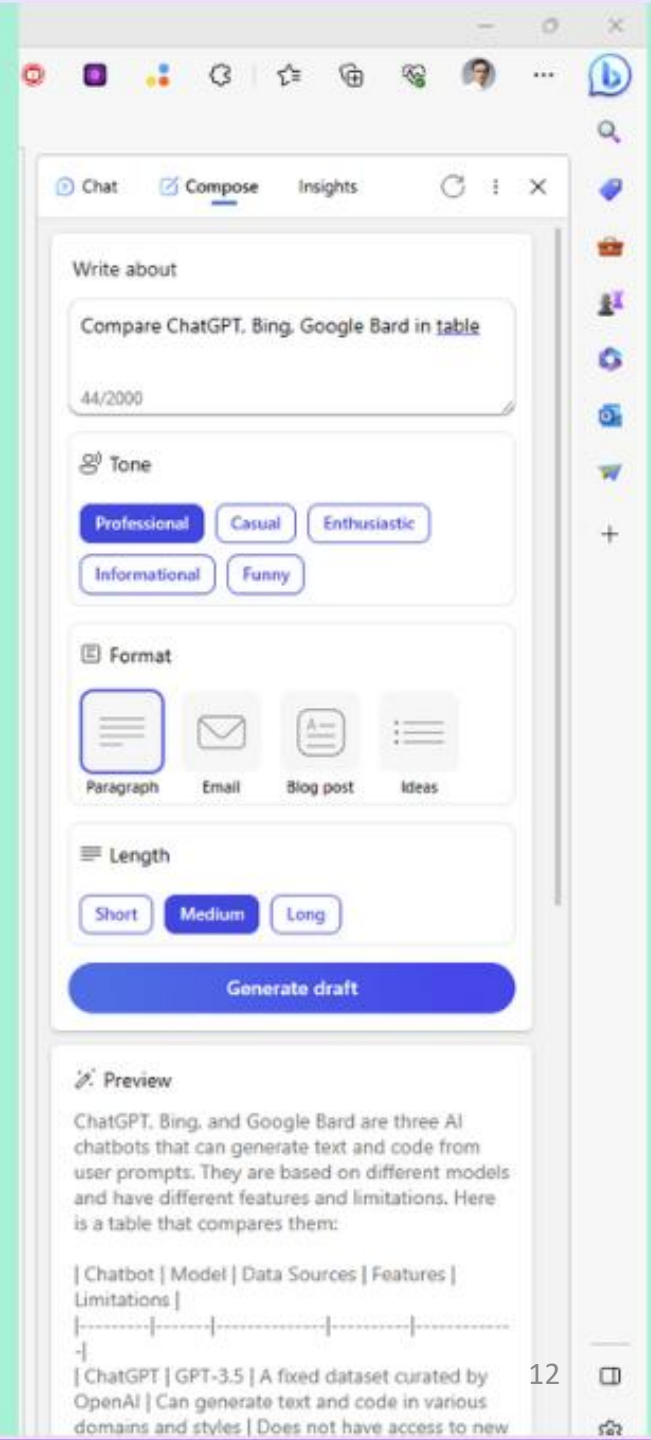 Chat Compose Insights
Write about
Compare ChatGPT, Bing, Google Bard in table
44/2000
Tone
Professional Casual Enthusiastic
Informational Funny
Format
Paragraph Email Blog post Ideas
Length
Short Medium Long
Generate draft
Preview
ChatGPT, Bing, and Google Bard are three AI
chatbots that can generate text and code from
user prompts. They are based on different models
and have different features and limitations. Here
is a table that compares them:
| Chatbot | Model | Data Sources | Features |
Limitations |
|---------|-------|-------------|----------|------------
-|
| ChatGPT | GPT-3.5 | A fixed dataset curated by
OpenAI | Can generate text and code in various
domains and styles | Does not have access to new
12